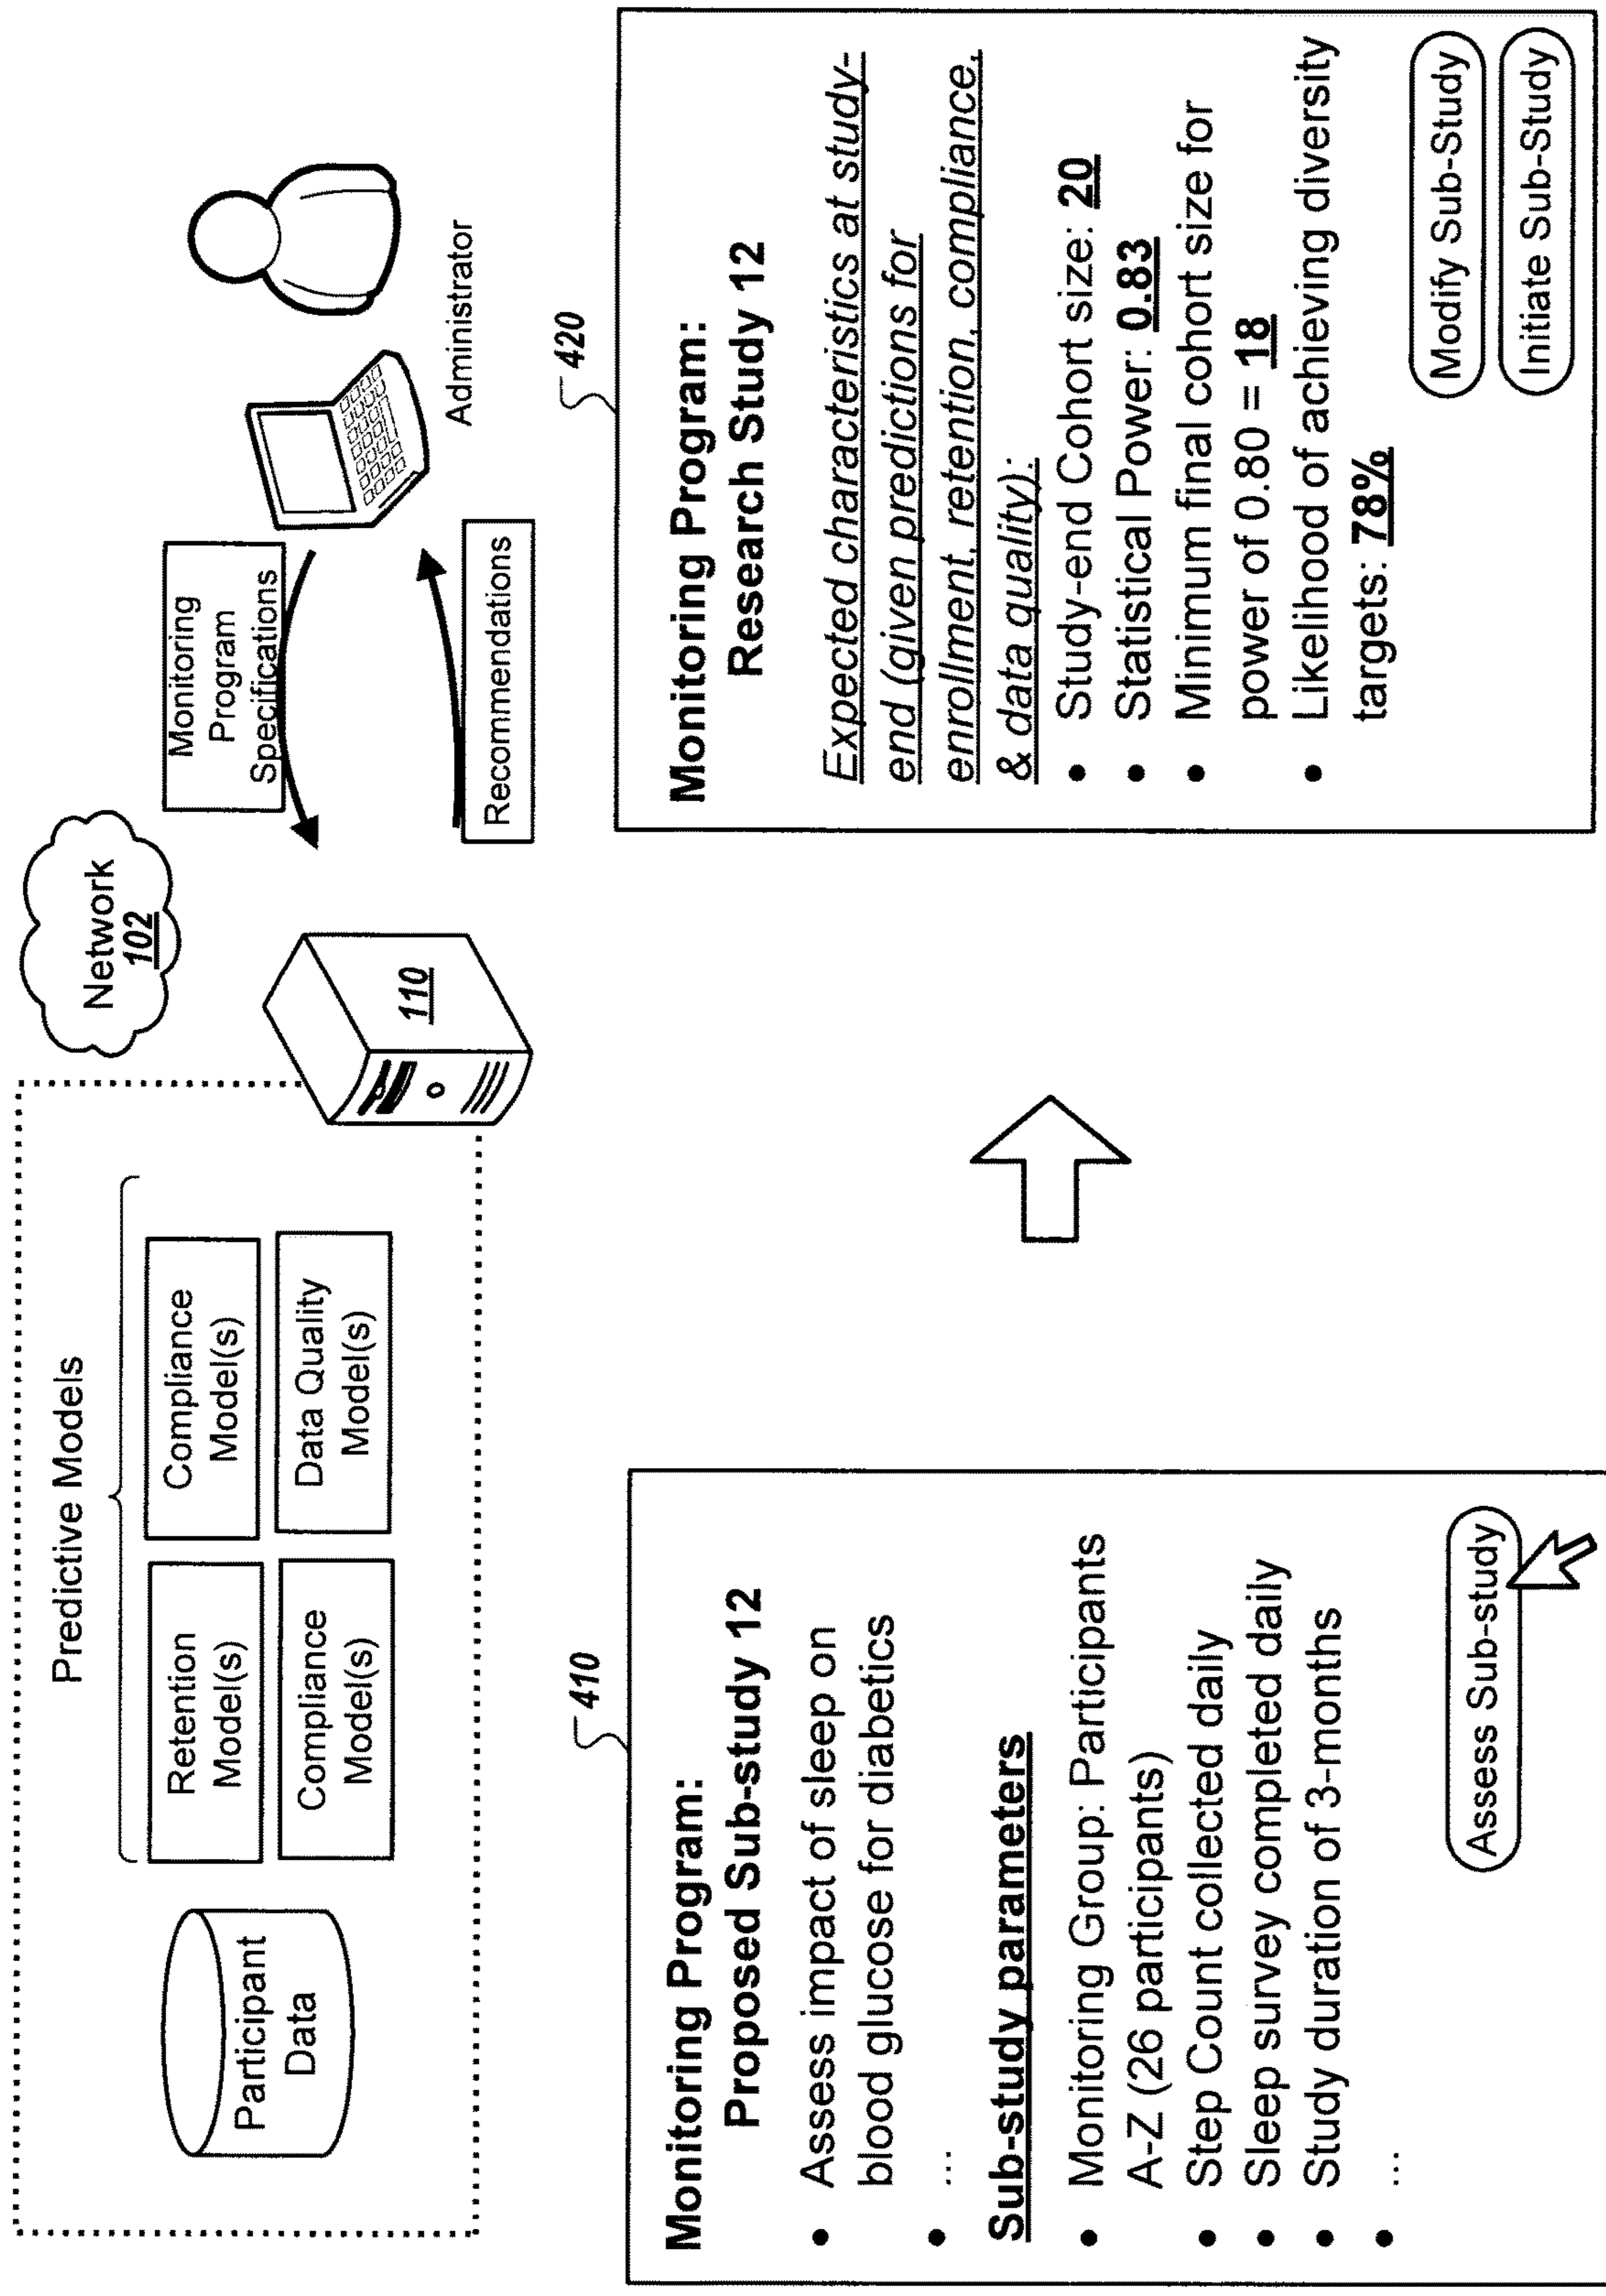 Predictive Models
Participant
Data
Retention
Model(s)
Compliance
Model(s)
Compliance
Model(s)
Data Quality
Model(s)
Network
102
110
Monitoring
Program
Specifications
Recommendations
Administrator
410
Monitoring Program:
Proposed Sub-study 12
• Assess impact of sleep on
blood glucose for diabetics
• ...
Sub-study parameters
• Monitoring Group: Participants
A-Z (26 participants)
• Step Count collected daily
• Sleep survey completed daily
• Study duration of 3-months
• ...
Assess Sub-study
420
Monitoring Program:
Research Study 12
Expected characteristics at study-
end (given predictions for
enrollment, retention, compliance,
& data quality):
• Study-end Cohort size: 20
• Statistical Power: 0.83
• Minimum final cohort size for
power of 0.80 = 18
• Likelihood of achieving diversity
targets: 78%
Modify Sub-Study
Initiate Sub-Study